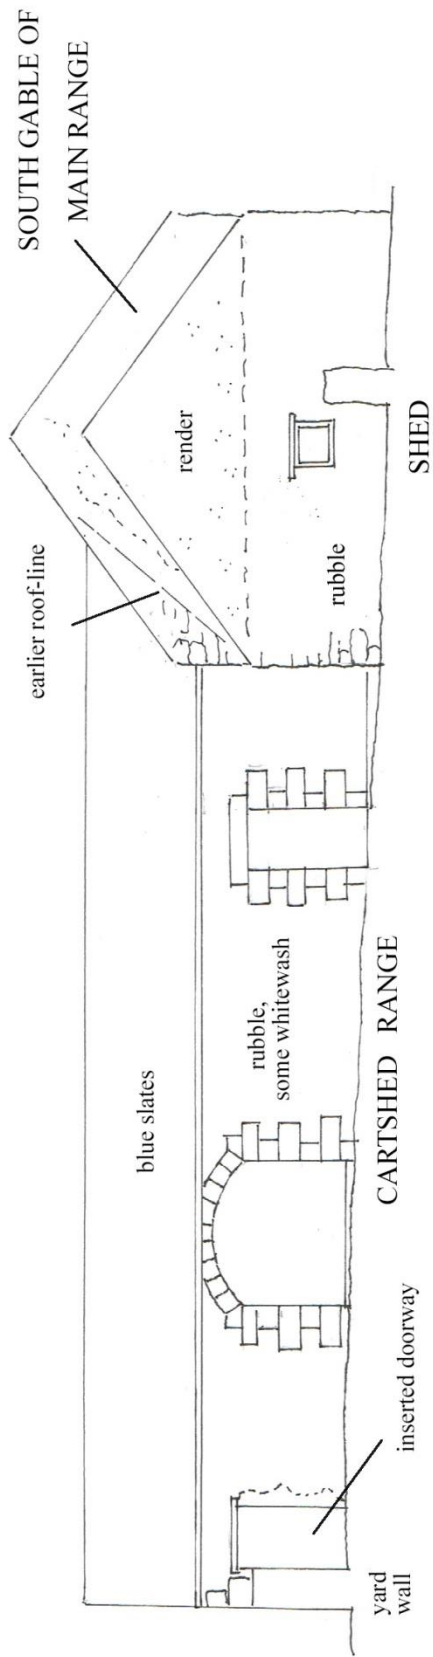 SOUTH GABLE OF
MAIN RANGE
earlier roof-line
render
blue slates
rubble
rubble,
some whitewash
SHED
CARTSHED RANGE
inserted doorway
yard
wall